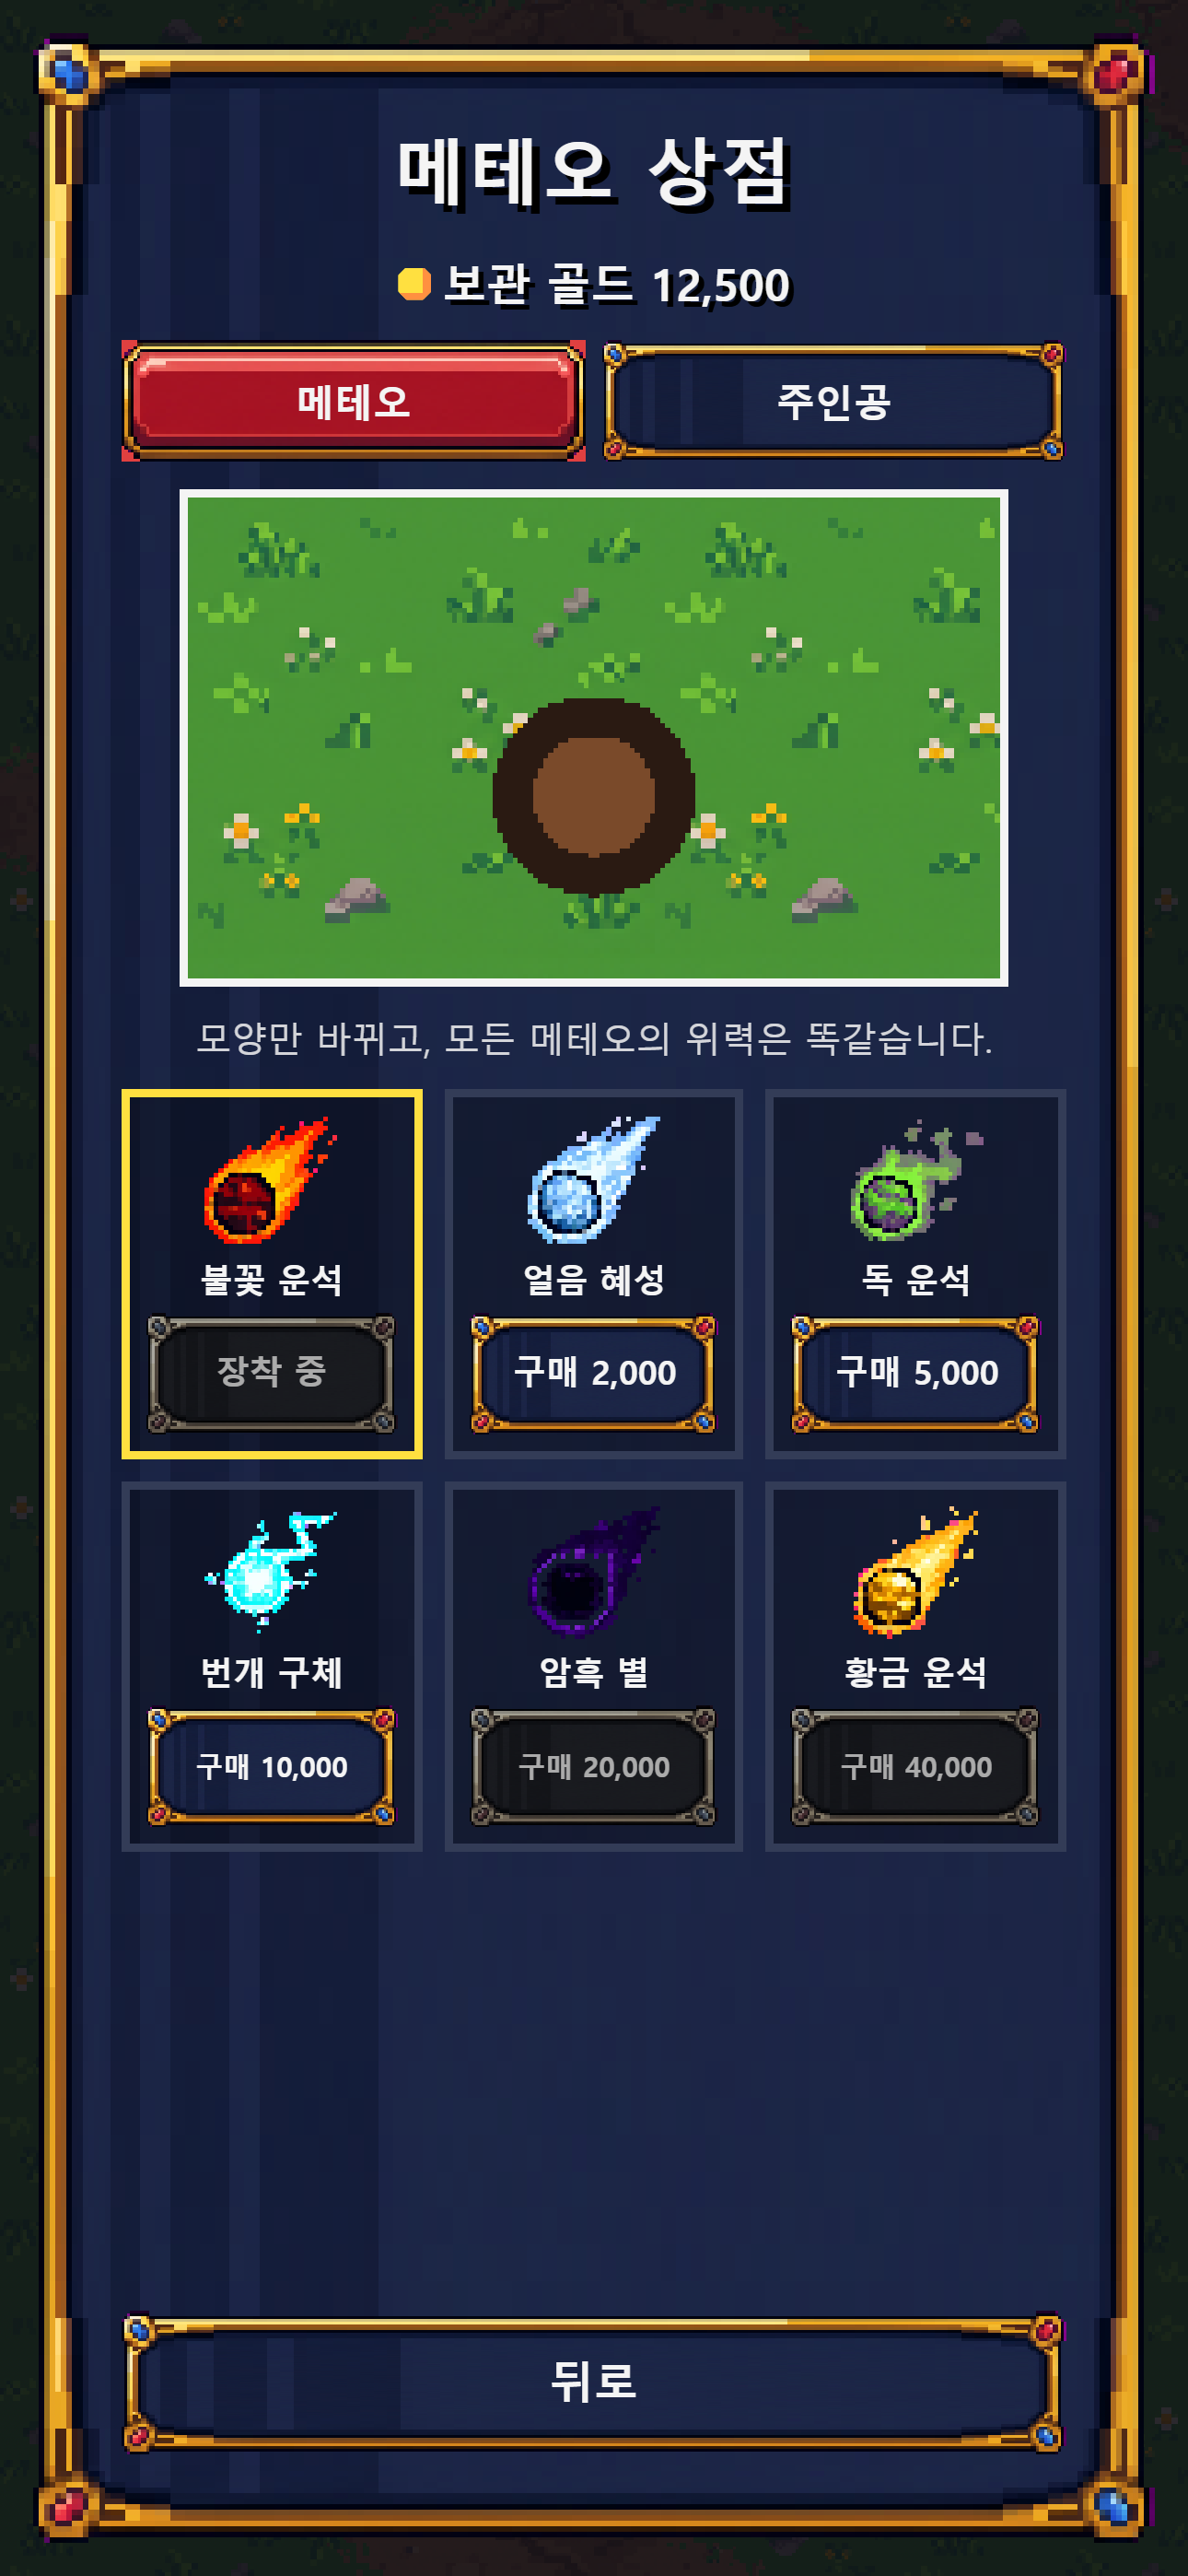 메테오 상점
보관 골드 12,500
메테오
주인공
모양만 바뀌고, 모든 메테오의 위력은 똑같습니다.
불꽃 운석
얼음 혜성
독 운석
장착 중
구매 2,000
구매 5,000
번개 구체
암흑 별
황금 운석
구매 10,000
구매 20,000
구매 40,000
뒤로